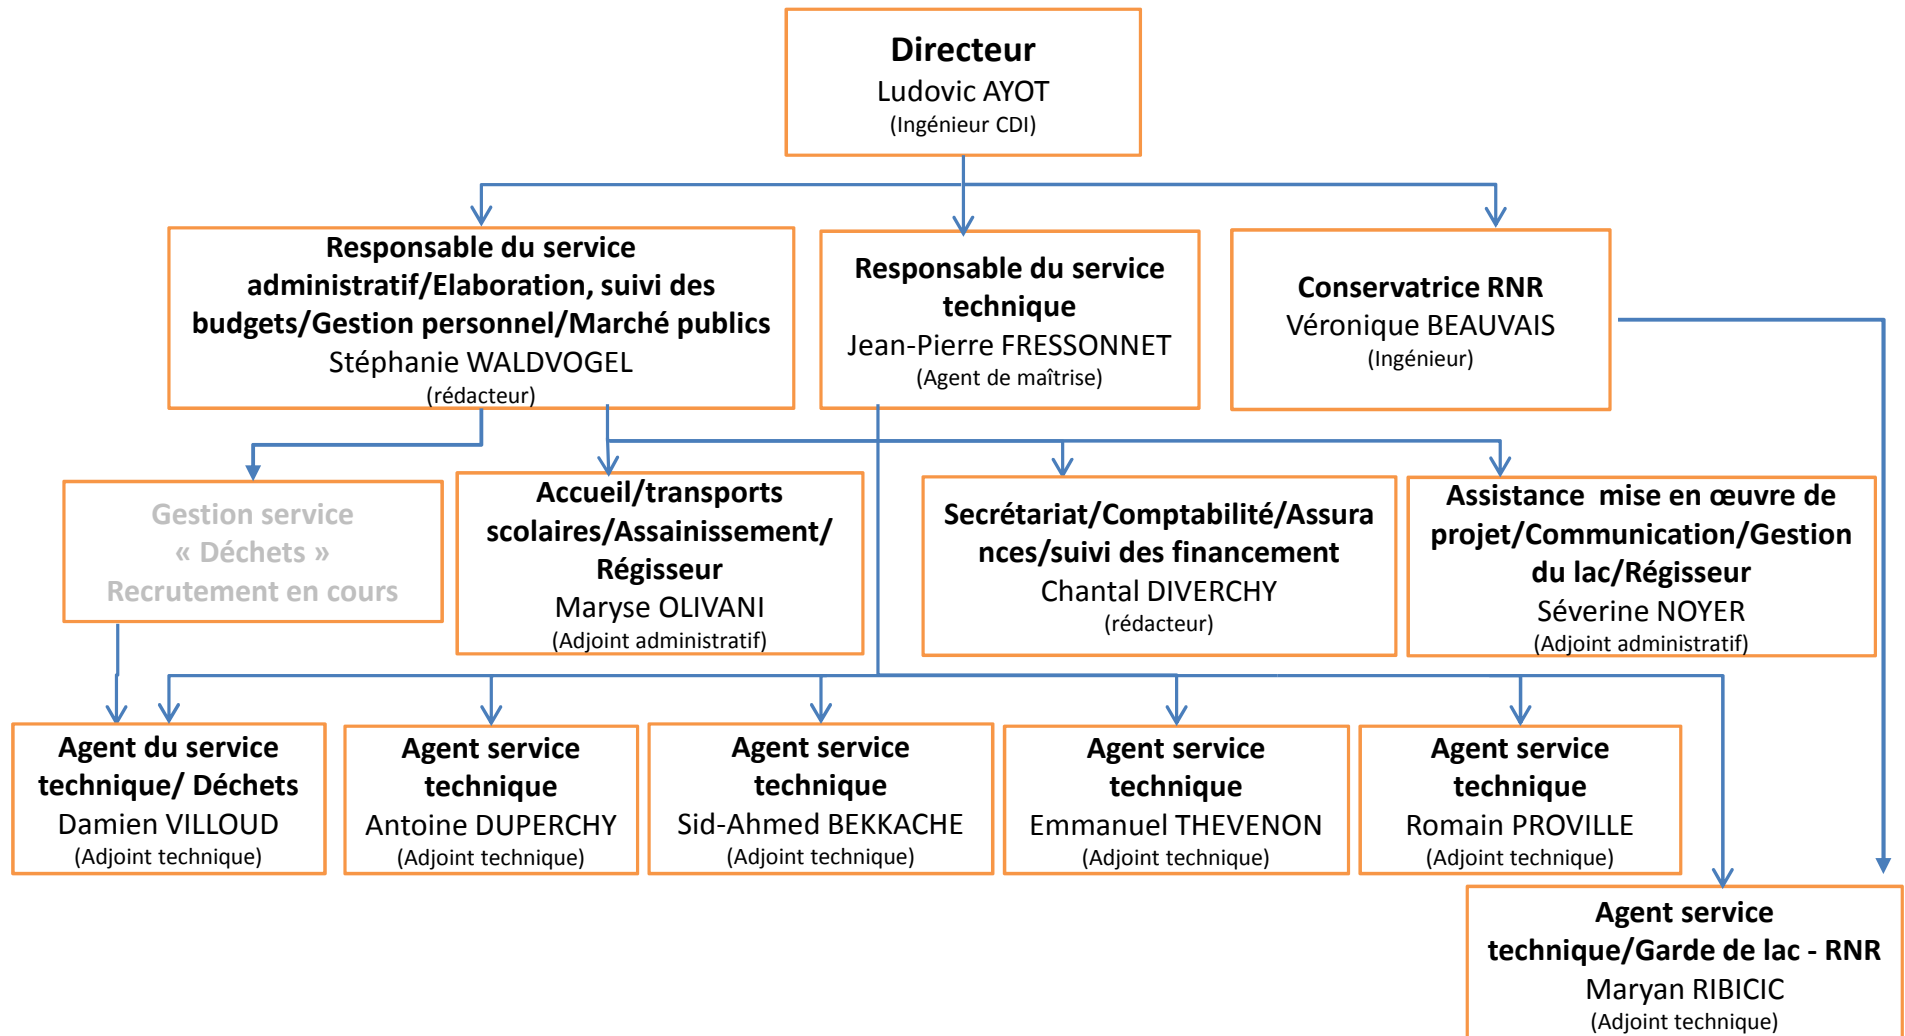 Directeur
Ludovic AYOT
(Ingénieur CDI)
Responsable du service
administratif/Elaboration, suivi des
budgets/Gestion personnel/Marché publics
Stéphanie WALDVOGEL
(rédacteur)
Responsable du service
technique
Jean-Pierre FRESSONNET
(Agent de maîtrise)
Conservatrice RNR
Véronique BEAUVAIS
(Ingénieur)
Gestion service
« Déchets »
Recrutement en cours
Accueil/transports
scolaires/Assainissement/
Régisseur
Maryse OLIVANI
(Adjoint administratif)
Secrétariat/Comptabilité/Assura
nces/suivi des financement
Chantal DIVERCHY
(rédacteur)
Assistance  mise en œuvre de
projet/Communication/Gestion
du lac/Régisseur
Séverine NOYER
(Adjoint administratif)
Agent du service
technique/ Déchets
Damien VILLOUD
(Adjoint technique)
Agent service
technique
Antoine DUPERCHY
(Adjoint technique)
Agent service
technique
Sid-Ahmed BEKKACHE
(Adjoint technique)
Agent service
technique
Emmanuel THEVENON
(Adjoint technique)
Agent service
technique
Romain PROVILLE
(Adjoint technique)
Agent service
technique/Garde de lac - RNR
Maryan RIBICIC
(Adjoint technique)